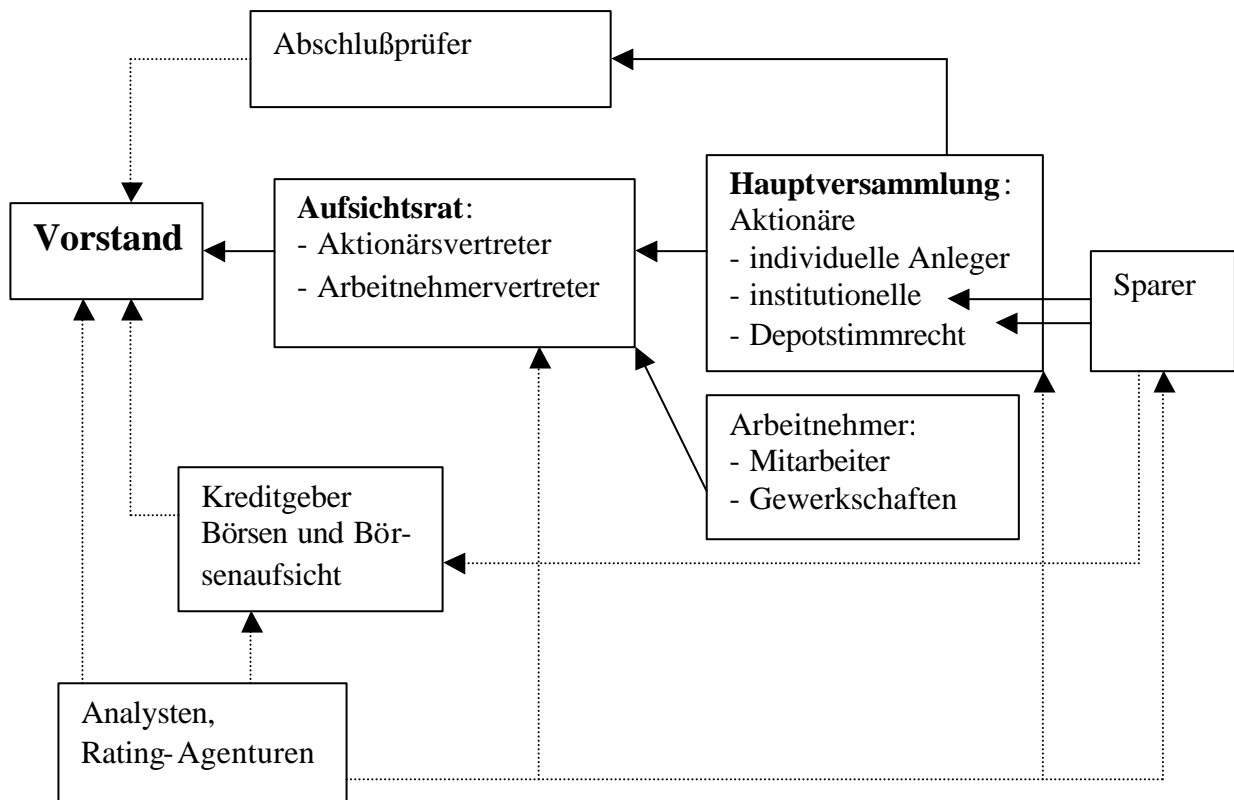 Abschlußprüfer
Hauptversammlung:
Aktionäre
- individuelle Anleger
- institutionelle
- Depotstimmrecht
Aufsichtsrat:
- Aktionärsvertreter
- Arbeitnehmervertreter
Vorstand
Sparer
Arbeitnehmer:
- Mitarbeiter
- Gewerkschaften
Kreditgeber
Börsen und Bör-
senaufsicht
Analysten,
Rating-Agenturen